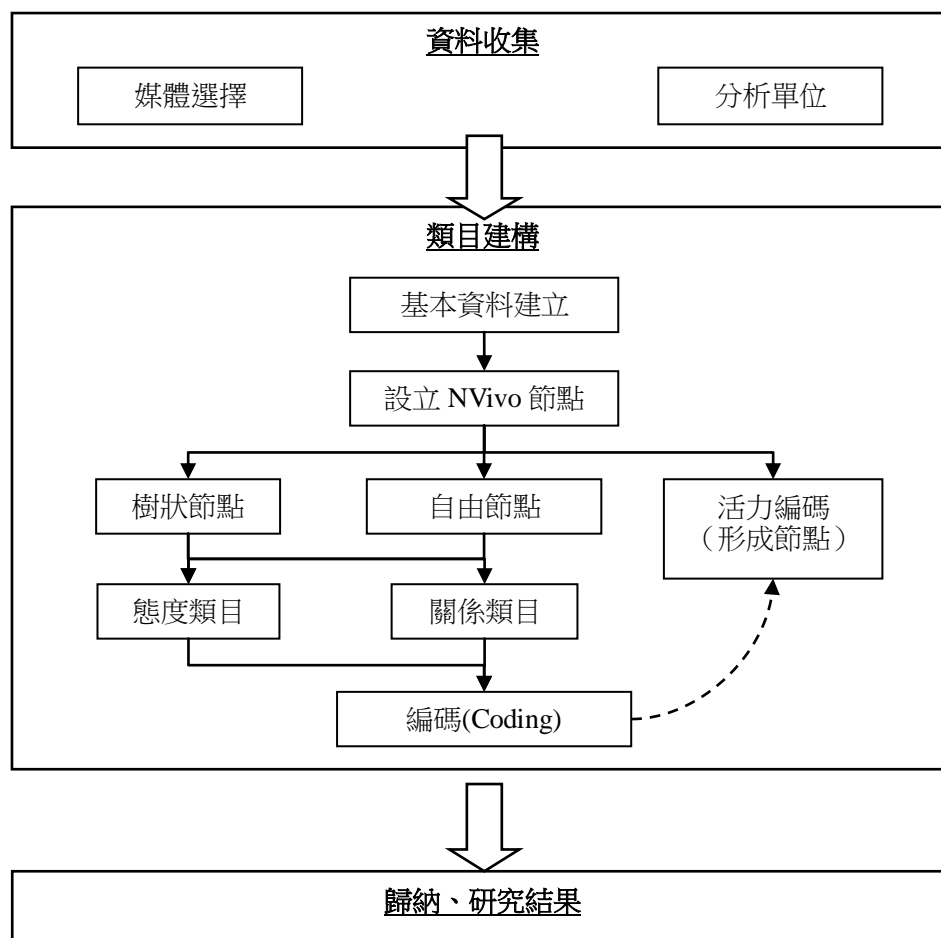 資料收集
媒體選擇
分析單位
類目建構
基本資料建立
設立 NVivo 節點
樹狀節點
自由節點
活力編碼
（形成節點）
態度類目
關係類目
編碼(Coding)
歸納、研究結果